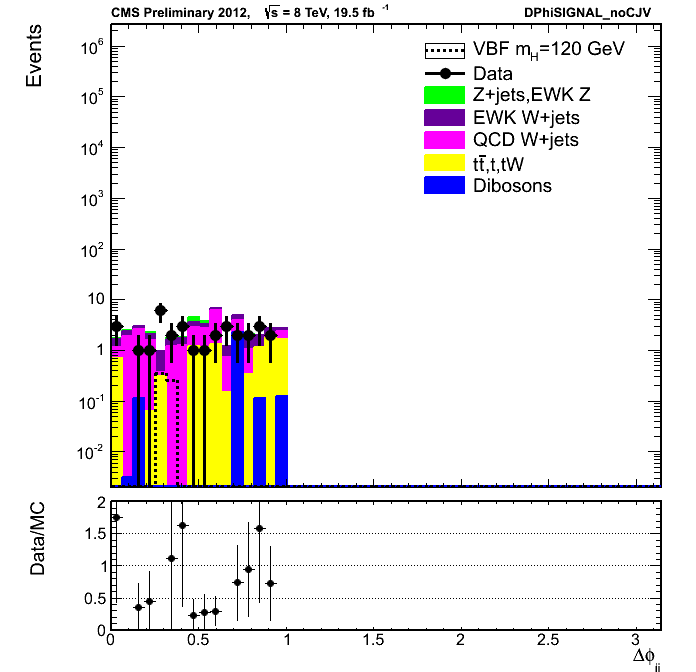 CMS Preliminary 2012, √s = 8 TeV, 19.5 fb⁻¹ DPhiSIGNAL_noCJV
Events
VBF m_H=120 GeV
Data
Z+jets,EWK Z
EWK W+jets
QCD W+jets
tt̄,t,tW
Dibosons
10⁶
10⁵
10⁴
10³
10²
10
1
10⁻¹
10⁻²
Data/MC
2
1.5
1
0.5
0
0 0.5 1 1.5 2 2.5 3
Δϕ_jj